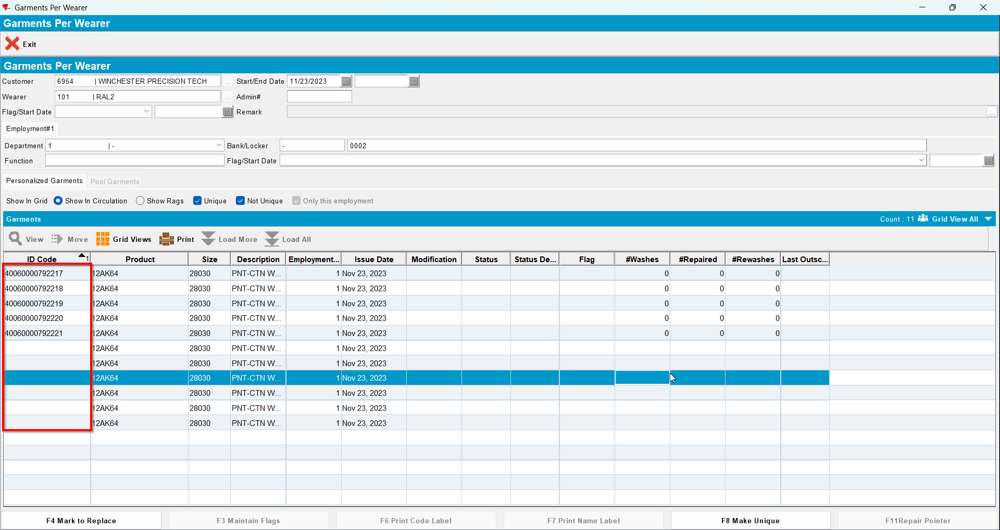 Garments Per Wearer
Garments Per Wearer
Exit
Garments Per Wearer
Customer 6954 | WINCHESTER PRECISION TECH ... Start/End Date 11/23/2023 16 16
Wearer 101 | RAL2 ... Admin#
Flag/Start Date 16 Remark ...
Employment#1
Department 1 | - Bank/Locker - 0002
Function Flag/Start Date 16
Personalized Garments Pool Garments
Show In Grid Show In Circulation Show Rags Unique Not Unique Only this employment
Garments Count : 11 Grid View All
View Move Grid Views Print Load More Load All
ID Code 1 Product Size Description Employment... Issue Date Modification Status Status De... Flag #Washes #Repaired #Rewashes Last Outsc...
40060000792217 12AK64 28030 PNT-CTN W... 1 Nov 23, 2023 0 0 0
40060000792218 12AK64 28030 PNT-CTN W... 1 Nov 23, 2023 0 0 0
40060000792219 12AK64 28030 PNT-CTN W... 1 Nov 23, 2023 0 0 0
40060000792220 12AK64 28030 PNT-CTN W... 1 Nov 23, 2023 0 0 0
40060000792221 12AK64 28030 PNT-CTN W... 1 Nov 23, 2023 0 0 0
12AK64 28030 PNT-CTN W... 1 Nov 23, 2023
12AK64 28030 PNT-CTN W... 1 Nov 23, 2023
12AK64 28030 PNT-CTN W... 1 Nov 23, 2023
12AK64 28030 PNT-CTN W... 1 Nov 23, 2023
12AK64 28030 PNT-CTN W... 1 Nov 23, 2023
12AK64 28030 PNT-CTN W... 1 Nov 23, 2023
F4 Mark to Replace F3 Maintain Flags F6 Print Code Label F7 Print Name Label F8 Make Unique F11Repair Pointer